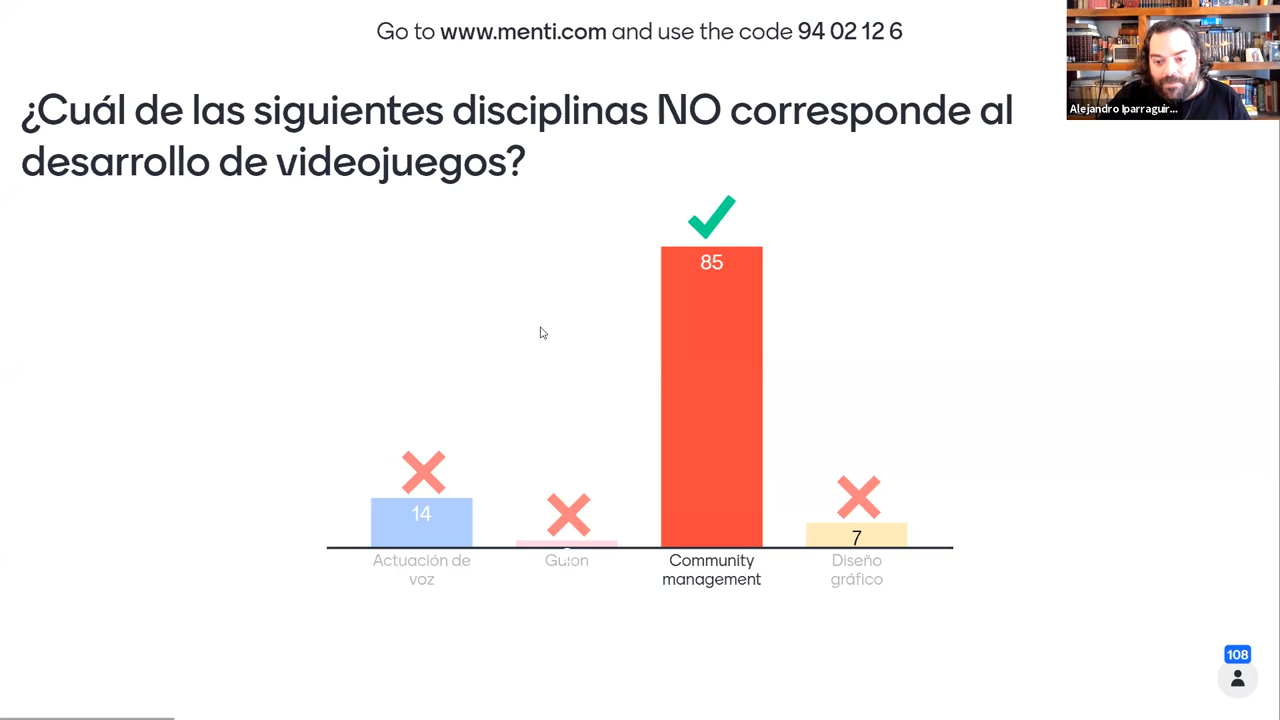 Go to www.menti.com and use the code 94 02 12 6
Alejandro Iparraguir...
¿Cuál de las siguientes disciplinas NO corresponde al
desarrollo de videojuegos?
85
14
7
Actuación de
voz
Guion
Community
management
Diseño
gráfico
108